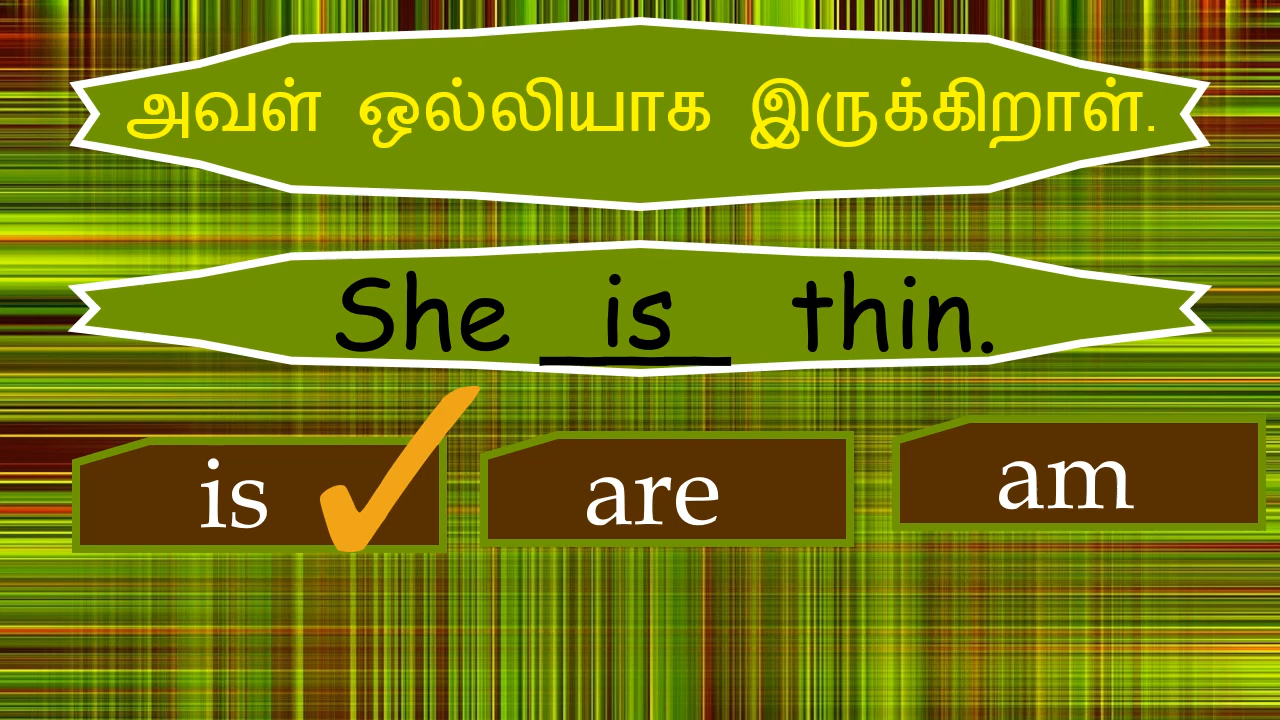 அவள் ஒல்லியாக இருக்கிறாள்.
She is thin.
is ✓ are am